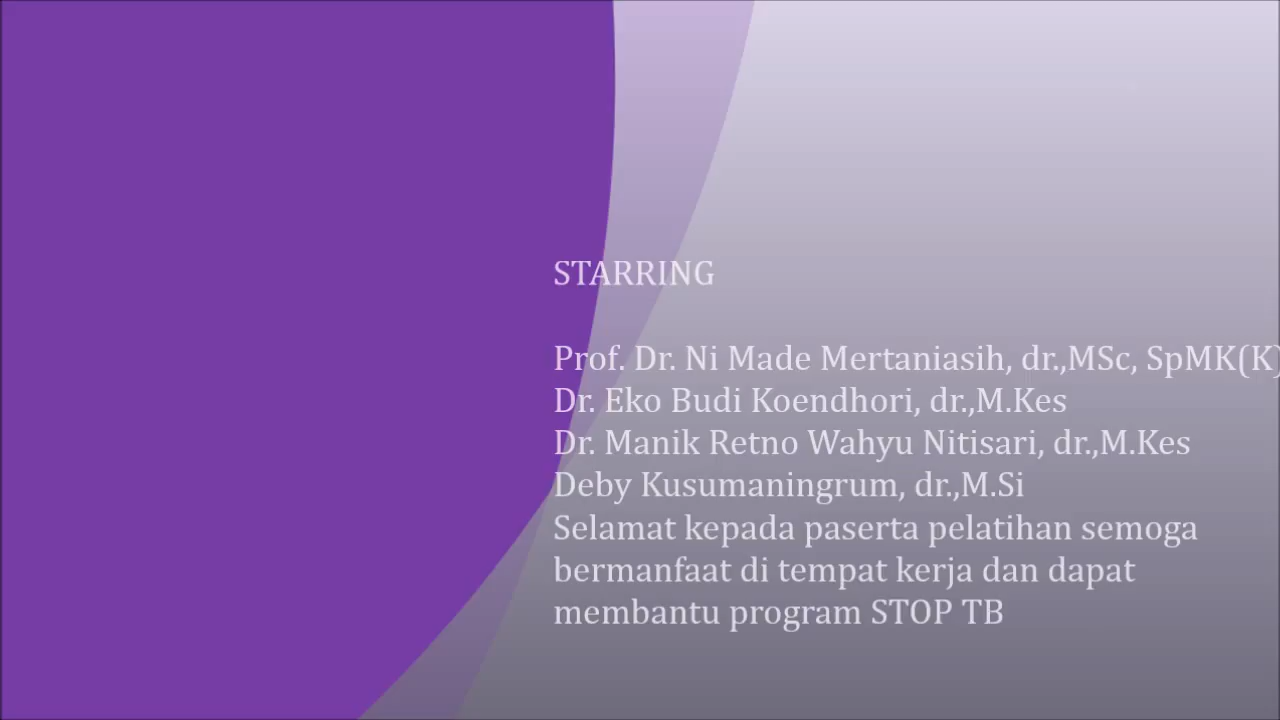 STARRING
Prof. Dr. Ni Made Mertaniasih, dr.,MSc, SpMK(K)
Dr. Eko Budi Koendhori, dr.,M.Kes
Dr. Manik Retno Wahyu Nitisari, dr.,M.Kes
Deby Kusumaningrum, dr.,M.Si
Selamat kepada paserta pelatihan semoga
bermanfaat di tempat kerja dan dapat
membantu program STOP TB